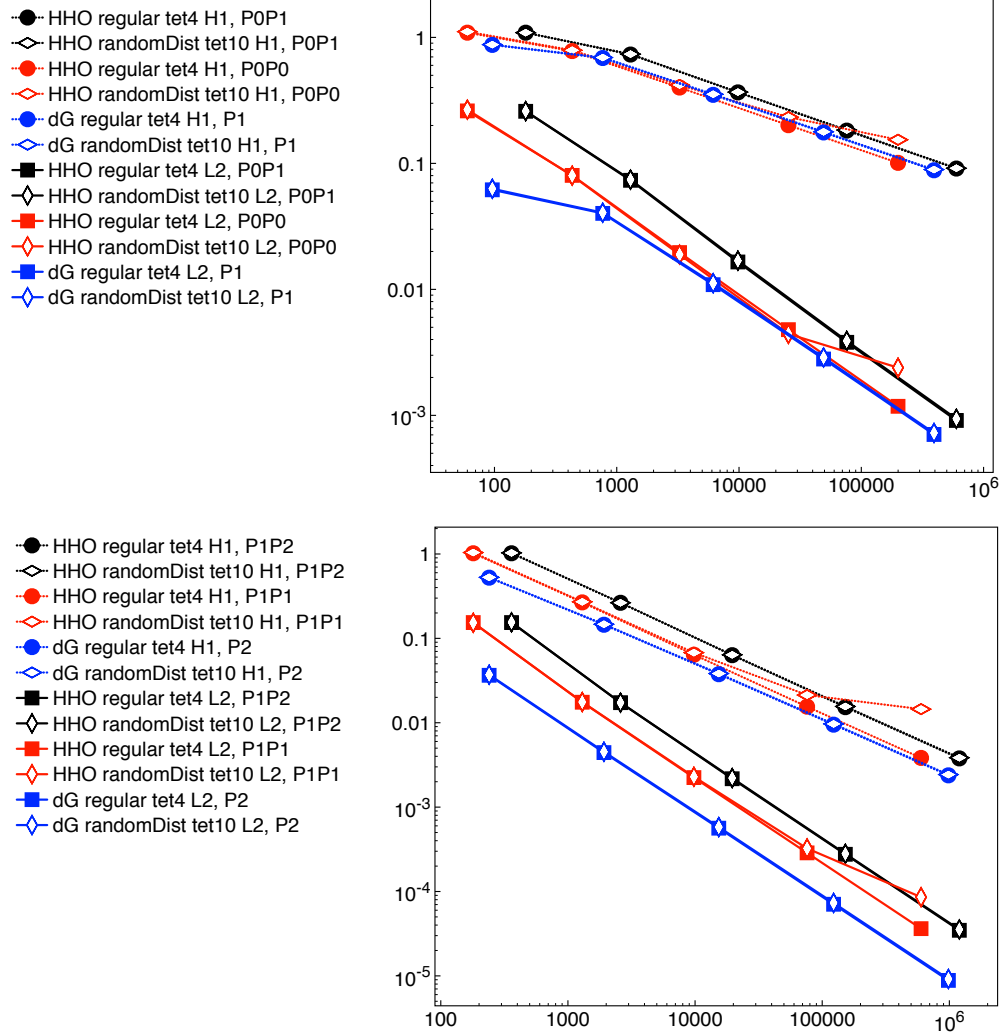 HHO regular tet4 H1, P0P1
HHO randomDist tet10 H1, P0P1
HHO regular tet4 H1, P0P0
HHO randomDist tet10 H1, P0P0
dG regular tet4 H1, P1
dG randomDist tet10 H1, P1
HHO regular tet4 L2, P0P1
HHO randomDist tet10 L2, P0P1
HHO regular tet4 L2, P0P0
HHO randomDist tet10 L2, P0P0
dG regular tet4 L2, P1
dG randomDist tet10 L2, P1
1
0.1
0.01
10^-3
100 1000 10000 100000 10^6
HHO regular tet4 H1, P1P2
HHO randomDist tet10 H1, P1P2
HHO regular tet4 H1, P1P1
HHO randomDist tet10 H1, P1P1
dG regular tet4 H1, P2
dG randomDist tet10 H1, P2
HHO regular tet4 L2, P1P2
HHO randomDist tet10 L2, P1P2
HHO regular tet4 L2, P1P1
HHO randomDist tet10 L2, P1P1
dG regular tet4 L2, P2
dG randomDist tet10 L2, P2
1
0.1
0.01
10^-3
10^-4
10^-5
100 1000 10000 100000 10^6